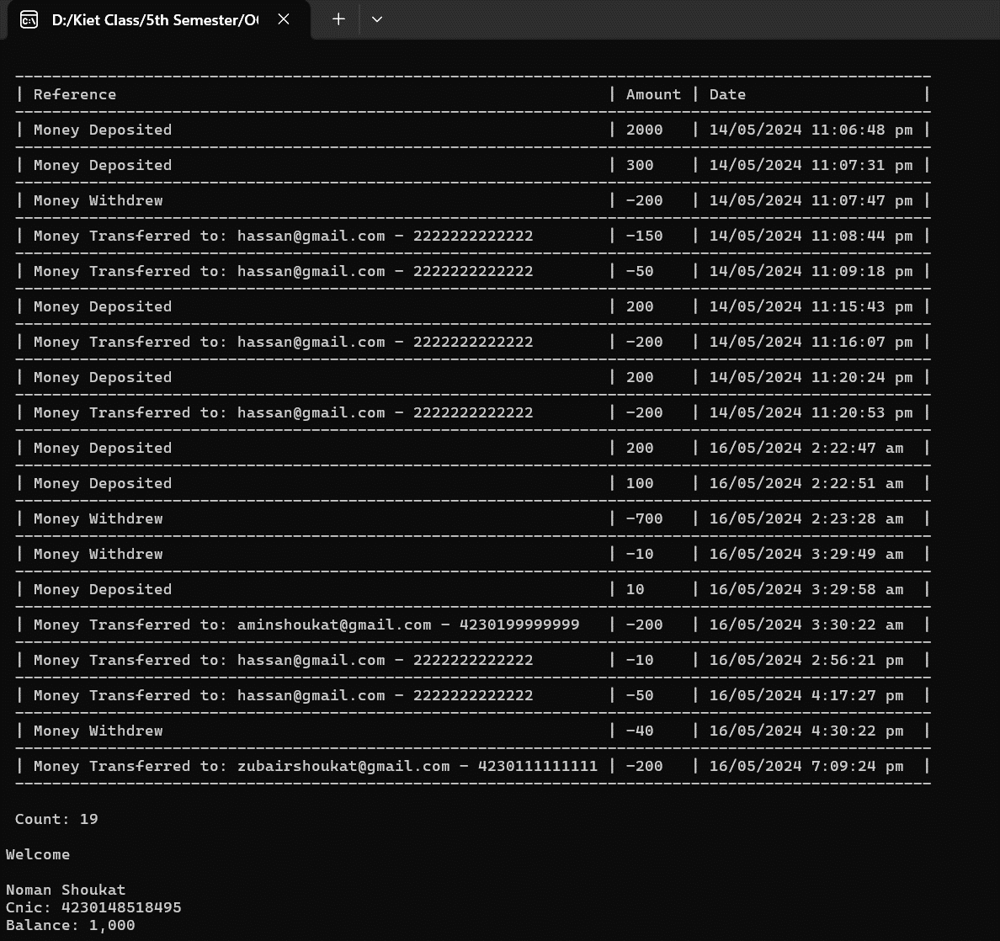 D:/Kiet Class/5th Semester/O
| Reference | Amount | Date |
| Money Deposited | 2000 | 14/05/2024 11:06:48 pm |
| Money Deposited | 300 | 14/05/2024 11:07:31 pm |
| Money Withdrew | -200 | 14/05/2024 11:07:47 pm |
| Money Transferred to: hassan@gmail.com - 2222222222222 | -150 | 14/05/2024 11:08:44 pm |
| Money Transferred to: hassan@gmail.com - 2222222222222 | -50 | 14/05/2024 11:09:18 pm |
| Money Deposited | 200 | 14/05/2024 11:15:43 pm |
| Money Transferred to: hassan@gmail.com - 2222222222222 | -200 | 14/05/2024 11:16:07 pm |
| Money Deposited | 200 | 14/05/2024 11:20:24 pm |
| Money Transferred to: hassan@gmail.com - 2222222222222 | -200 | 14/05/2024 11:20:53 pm |
| Money Deposited | 200 | 16/05/2024 2:22:47 am |
| Money Deposited | 100 | 16/05/2024 2:22:51 am |
| Money Withdrew | -700 | 16/05/2024 2:23:28 am |
| Money Withdrew | -10 | 16/05/2024 3:29:49 am |
| Money Deposited | 10 | 16/05/2024 3:29:58 am |
| Money Transferred to: aminshoukat@gmail.com - 4230199999999 | -200 | 16/05/2024 3:30:22 am |
| Money Transferred to: hassan@gmail.com - 2222222222222 | -10 | 16/05/2024 2:56:21 pm |
| Money Transferred to: hassan@gmail.com - 2222222222222 | -50 | 16/05/2024 4:17:27 pm |
| Money Withdrew | -40 | 16/05/2024 4:30:22 pm |
| Money Transferred to: zubairshoukat@gmail.com - 4230111111111 | -200 | 16/05/2024 7:09:24 pm |
Count: 19
Welcome
Noman Shoukat
Cnic: 4230148518495
Balance: 1,000